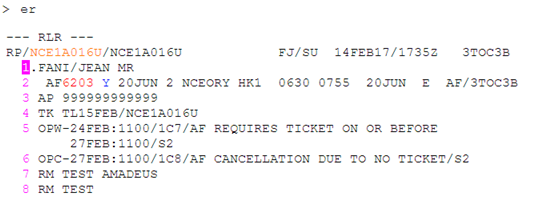 > er
--- RLR ---
RP/NCE1A016U/NCE1A016U FJ/SU 14FEB17/1735Z 3TOC3B
1.FANI/JEAN MR
2 AF6203 Y 20JUN 2 NCEORY HK1 0630 0755 20JUN E AF/3TOC3B
3 AP 999999999999
4 TK TL15FEB/NCE1A016U
5 OPW-24FEB:1100/1C7/AF REQUIRES TICKET ON OR BEFORE
27FEB:1100/S2
6 OPC-27FEB:1100/1C8/AF CANCELLATION DUE TO NO TICKET/S2
7 RM TEST AMADEUS
8 RM TEST